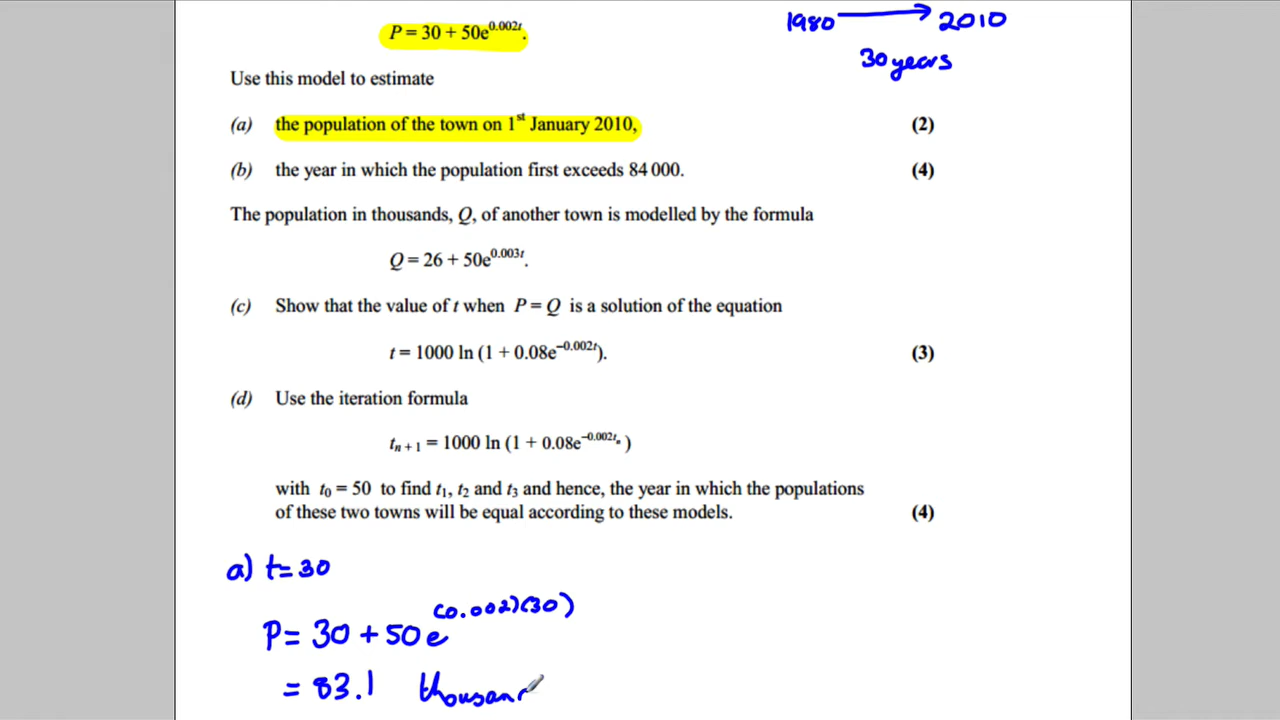 P = 30 + 50e^0.002t.
1980 → 2010
30 years
Use this model to estimate
(a) the population of the town on 1st January 2010, (2)
(b) the year in which the population first exceeds 84 000. (4)
The population in thousands, Q, of another town is modelled by the formula
Q = 26 + 50e^0.003t.
(c) Show that the value of t when P = Q is a solution of the equation
t = 1000 ln (1 + 0.08e^−0.002t). (3)
(d) Use the iteration formula
t_n + 1 = 1000 ln (1 + 0.08e^−0.002t_n )
with t_0 = 50 to find t_1, t_2 and t_3 and hence, the year in which the populations
of these two towns will be equal according to these models. (4)
a) t= 30
P= 30 + 50 e^(0.002)(30)
= 83.1 thousan